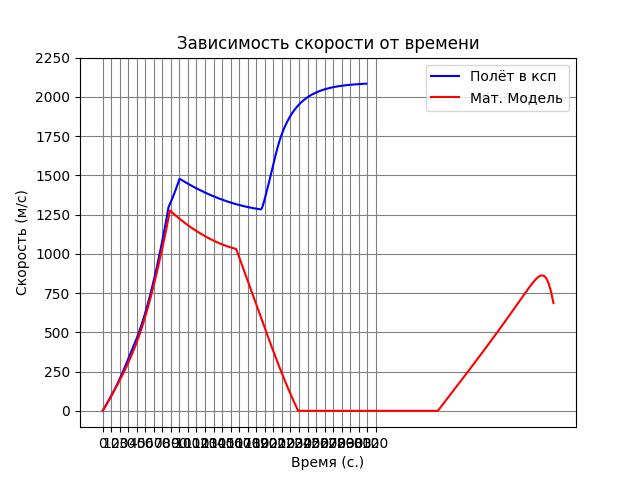 Зависимость скорости от времени
2250
2000
1750
1500
1250
1000
750
500
250
0
Скорость (м/с)
Полёт в ксп
Мат. Модель
Время (с.)